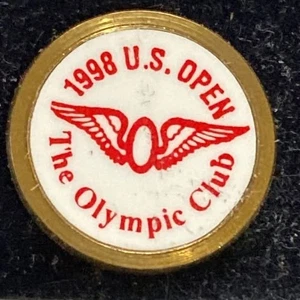 1998 U.S. OPEN
The Olympic Club